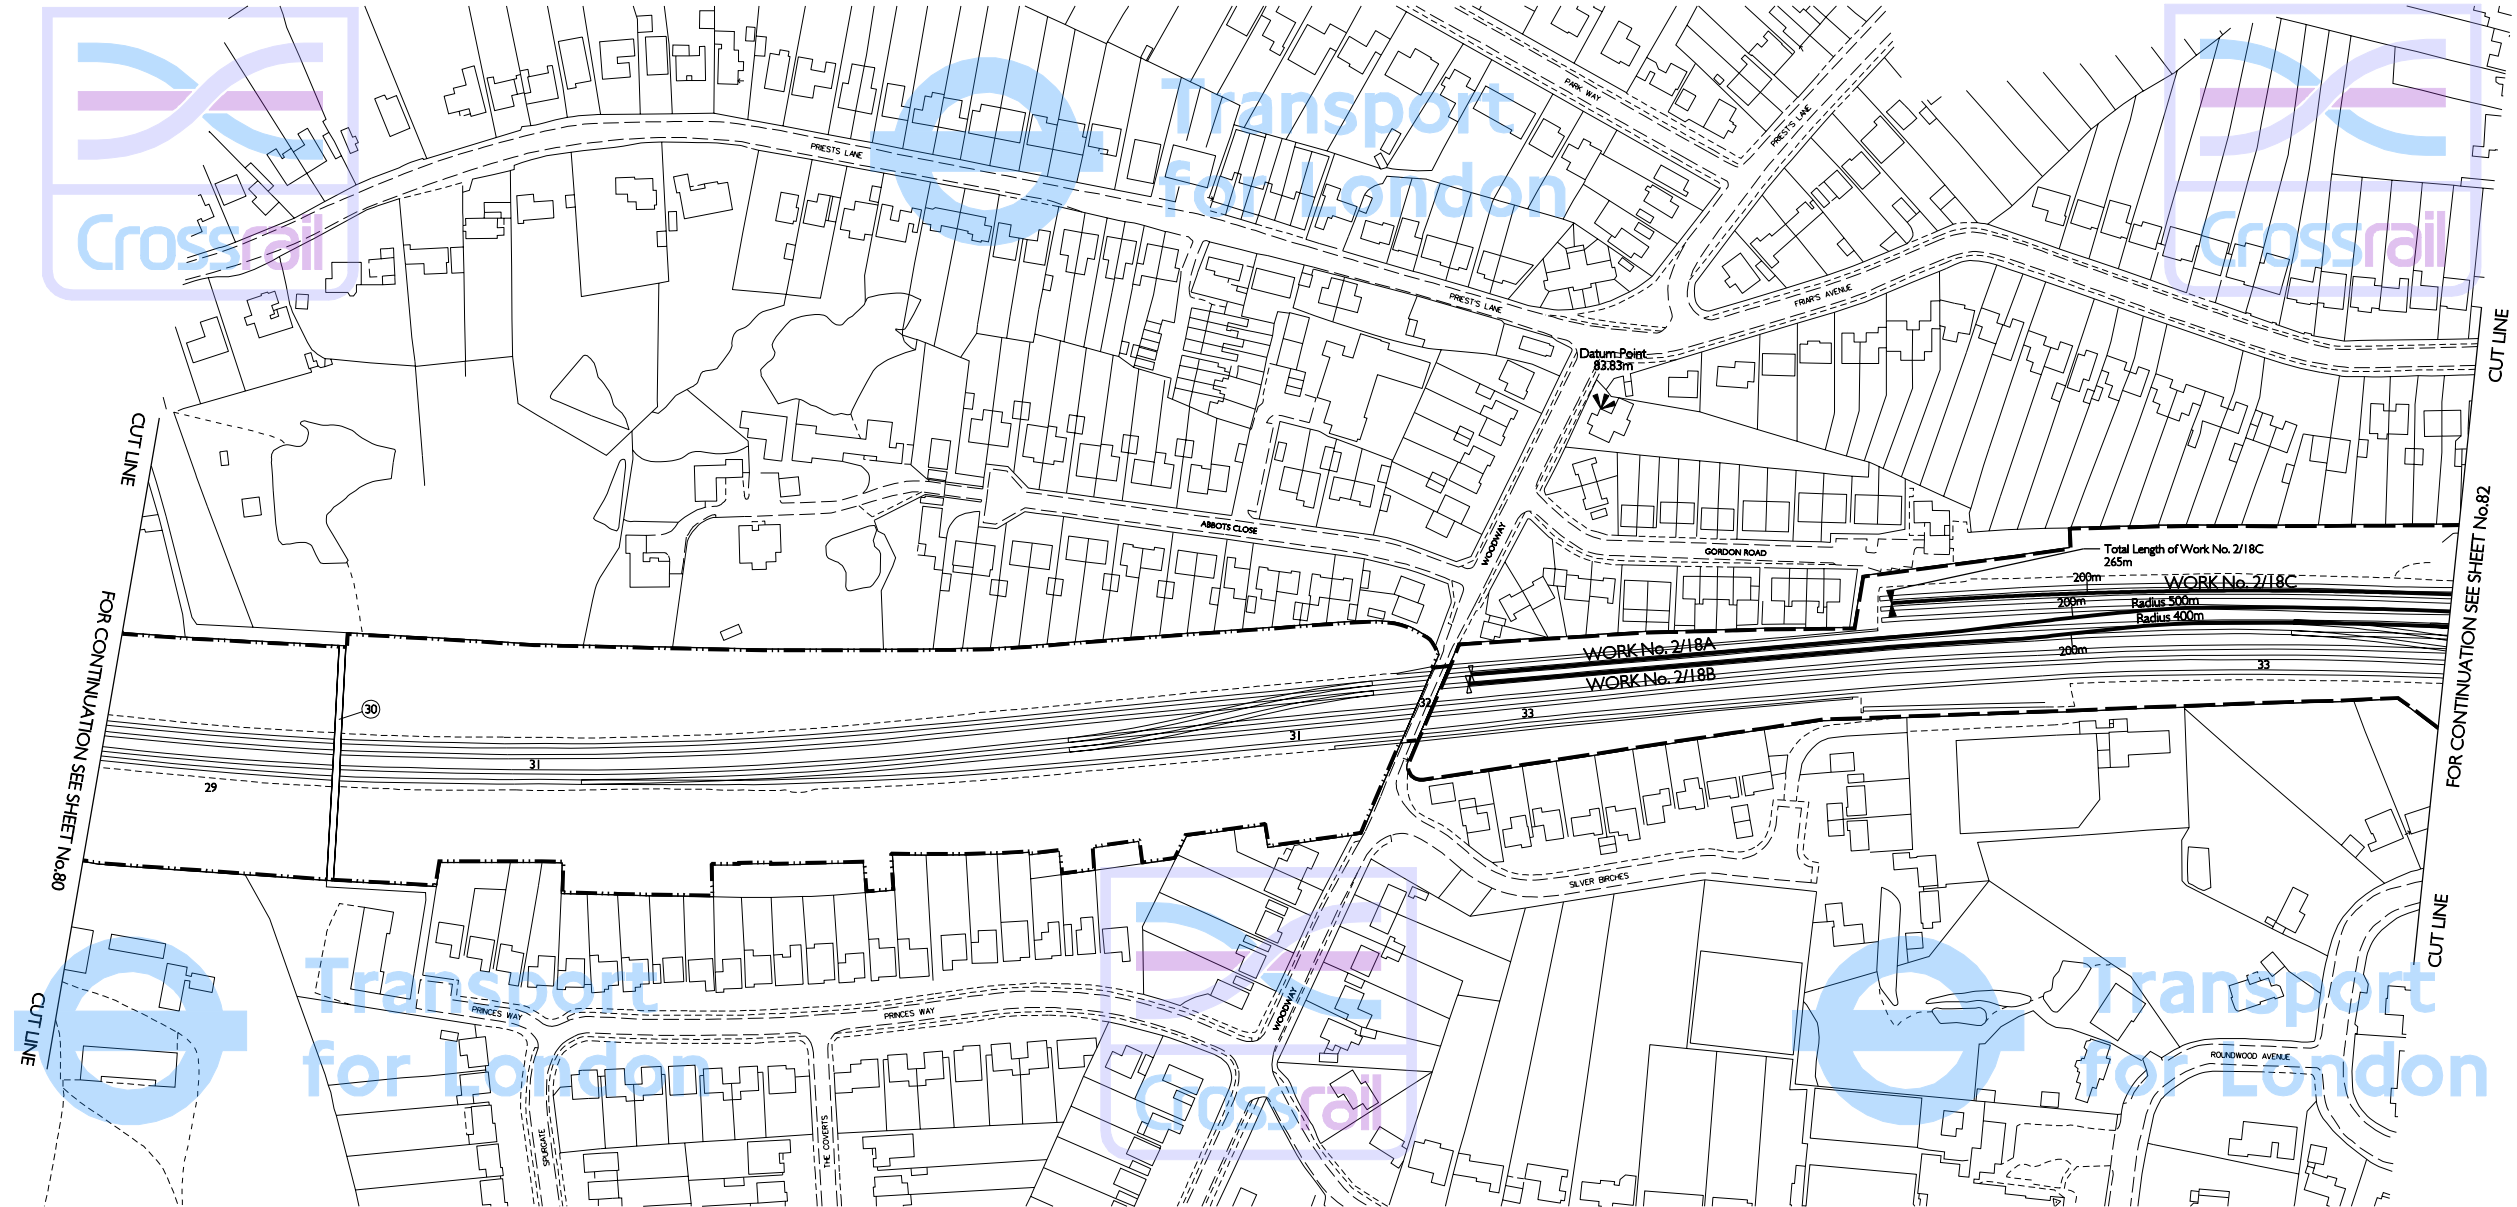 Crossrail
Transport
for London
Crossrail
PARK WAY
PRIEST'S LANE
PRIESTS LANE
PRIEST'S LANE
FRIAR'S AVENUE
Datum Point
83.83m
CUT LINE
CUT LINE
ABBOTS CLOSE
WOODWAY
GORDON ROAD
Total Length of Work No. 2/18C
265m
200m
WORK No. 2/18C
200m
Radius 500m
Radius 400m
WORK No. 2/18A
200m
WORK No. 2/18B
33
FOR CONTINUATION SEE SHEET No.80
FOR CONTINUATION SEE SHEET No.82
30
32
33
31
31
29
SILVER BIRCHES
CUT LINE
CUT LINE
Transport
for London
Crossrail
Transport
for London
PRINCES WAY
PRINCES WAY
WOODWAY
ROUNDWOOD AVENUE
SPURGATE
THE COVERTS